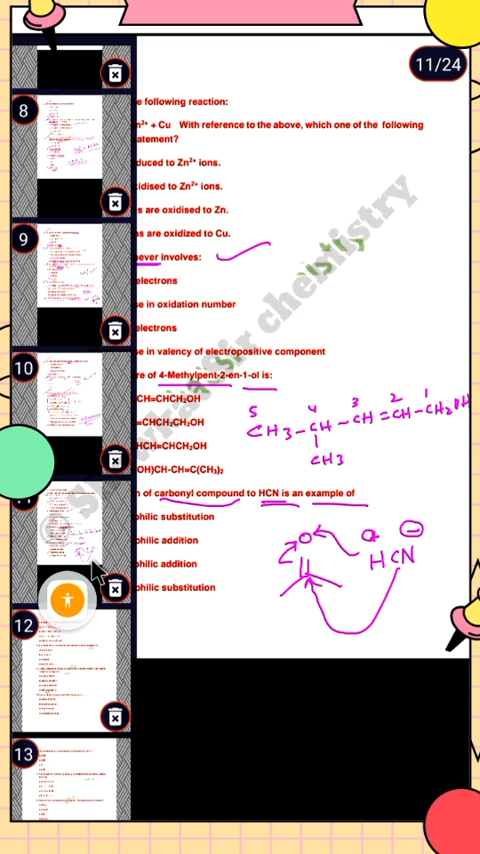 11/24
8
e following reaction:
n²⁺ + Cu With reference to the above, which one of the following
atement?
duced to Zn²⁺ ions.
xidised to Zn²⁺ ions.
9
s are oxidised to Zn.
ns are oxidized to Cu.
never involves:
electrons
se in oxidation number
electrons
10
se in valency of electropositive component
re of 4-Methylpent-2-en-1-ol is:
CH=CHCH₂OH
=CHCH₂CH₂OH
HCH=CHCH₂OH
OH)CH-CH=C(CH₃)₂
5 4 3 2 1
CH3-CH-CH=CH-CH2OH
CH3
n of carbonyl compound to HCN is an example of
philic substitution
philic addition
philic addition
philic substitution
O
HCN
12
13
Sir chemistry